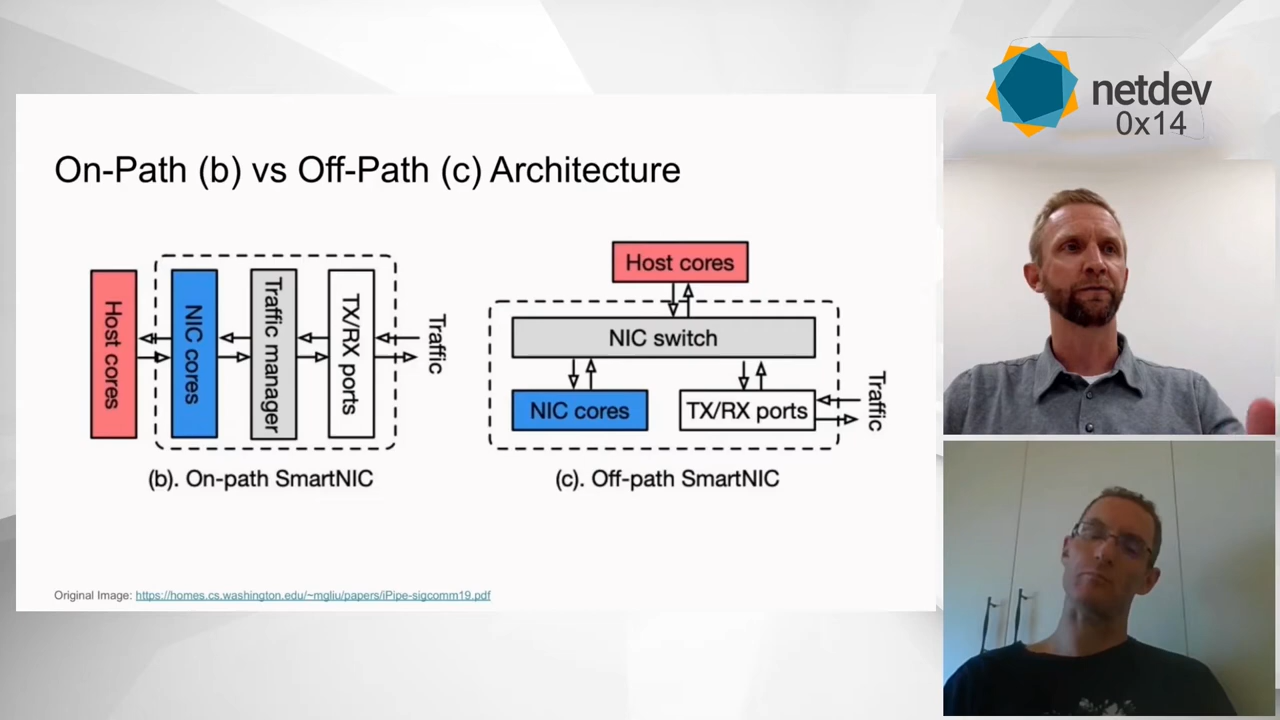 netdev
0x14
On-Path (b) vs Off-Path (c) Architecture
Host cores
NIC cores
Traffic manager
TX/RX ports
Traffic
(b). On-path SmartNIC
Host cores
NIC switch
NIC cores
TX/RX ports
Traffic
(c). Off-path SmartNIC
Original Image: https://homes.cs.washington.edu/~mgliu/papers/iPipe-sigcomm19.pdf